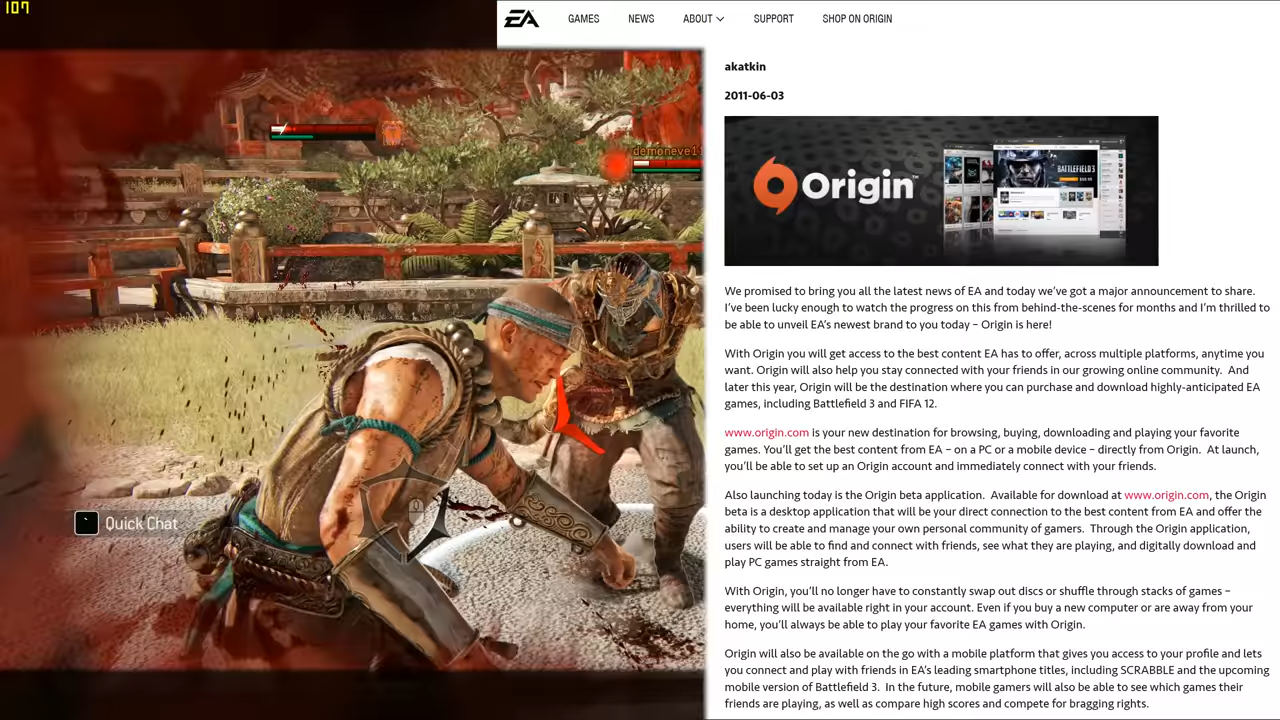 107
EA
GAMES
NEWS
ABOUT
SUPPORT
SHOP ON ORIGIN
demoneve11
Quick Chat
akatkin
2011-06-03
Origin™
BATTLEFIELD 3
We promised to bring you all the latest news of EA and today we've got a major announcement to share.
I've been lucky enough to watch the progress on this from behind-the-scenes for months and I'm thrilled to
be able to unveil EA's newest brand to you today – Origin is here!
With Origin you will get access to the best content EA has to offer, across multiple platforms, anytime you
want. Origin will also help you stay connected with your friends in our growing online community.  And
later this year, Origin will be the destination where you can purchase and download highly-anticipated EA
games, including Battlefield 3 and FIFA 12.
www.origin.com is your new destination for browsing, buying, downloading and playing your favorite
games. You'll get the best content from EA – on a PC or a mobile device – directly from Origin.  At launch,
you'll be able to set up an Origin account and immediately connect with your friends.
Also launching today is the Origin beta application.  Available for download at www.origin.com, the Origin
beta is a desktop application that will be your direct connection to the best content from EA and offer the
ability to create and manage your own personal community of gamers.  Through the Origin application,
users will be able to find and connect with friends, see what they are playing, and digitally download and
play PC games straight from EA.
With Origin, you'll no longer have to constantly swap out discs or shuffle through stacks of games –
everything will be available right in your account. Even if you buy a new computer or are away from your
home, you'll always be able to play your favorite EA games with Origin.
Origin will also be available on the go with a mobile platform that gives you access to your profile and lets
you connect and play with friends in EA's leading smartphone titles, including SCRABBLE and the upcoming
mobile version of Battlefield 3.  In the future, mobile gamers will also be able to see which games their
friends are playing, as well as compare high scores and compete for bragging rights.